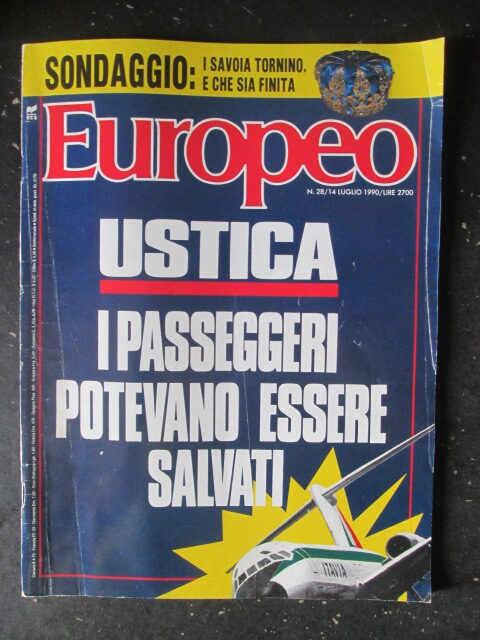 SONDAGGIO: I SAVOIA TORNINO.
E CHE SIA FINITA
Europeo
N. 28/14 LUGLIO 1990/LIRE 2700
USTICA
I PASSEGGERI
POTEVANO ESSERE
SALVATI
ITAVIA